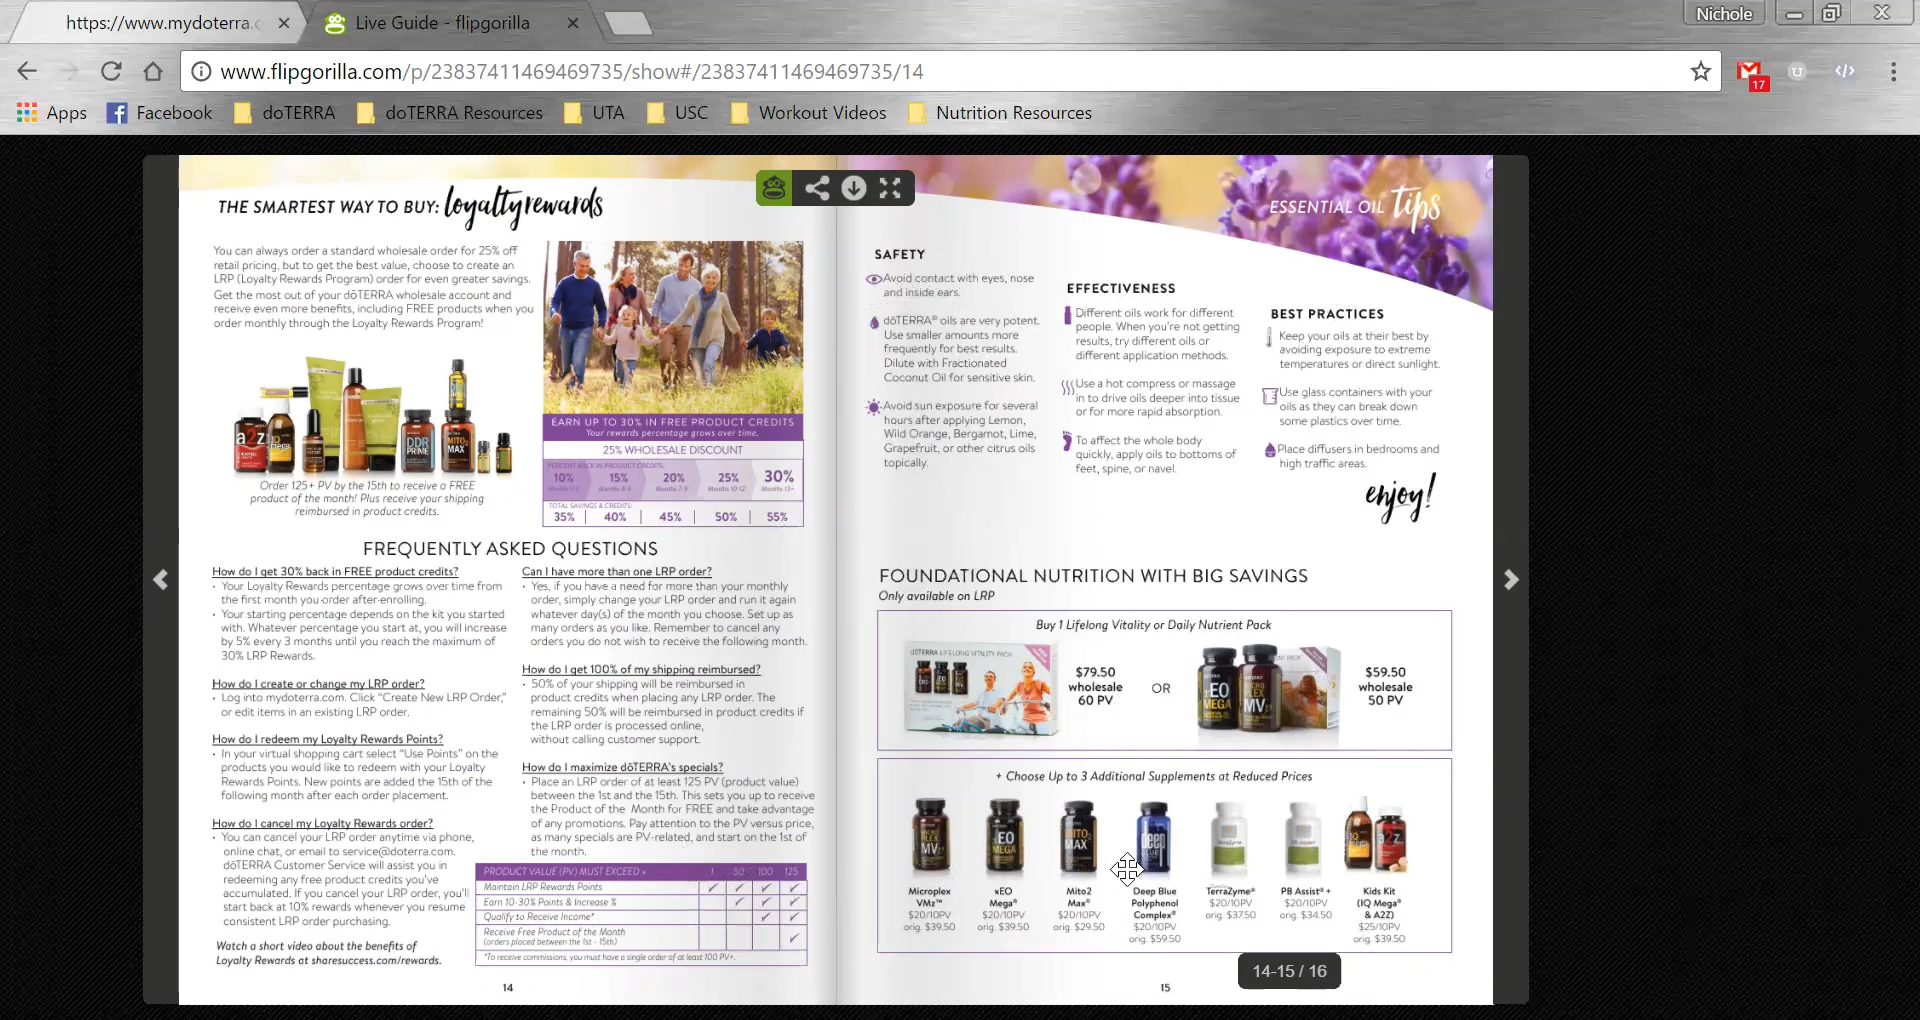 https://www.mydoterra.c
Live Guide - flipgorilla
Nichole
www.flipgorilla.com/p/23837411469469735/show#/23837411469469735/14
17
Apps
Facebook
doTERRA
doTERRA Resources
UTA
USC
Workout Videos
Nutrition Resources
THE SMARTEST WAY TO BUY: loyaltyrewards
You can always order a standard wholesale order for 25% off
retail pricing, but to get the best value, choose to create an
LRP (Loyalty Rewards Program) order for even greater savings.
Get the most out of your dōTERRA wholesale account and
receive even more benefits, including FREE products when you
order monthly through the Loyalty Rewards Program!
Order 125+ PV by the 15th to receive a FREE
product of the month! Plus receive your shipping
reimbursed in product credits.
EARN UP TO 30% IN FREE PRODUCT CREDITS
Your rewards percentage grows over time.
25% WHOLESALE DISCOUNT
PERCENT BACK IN PRODUCT CREDITS:
10% 15% 20% 25% 30%
Months 4-6 Months 7-9 Months 10-12 Months 13+
TOTAL SAVINGS & CREDITS:
35% 40% 45% 50% 55%
FREQUENTLY ASKED QUESTIONS
How do I get 30% back in FREE product credits?
• Your Loyalty Rewards percentage grows over time from
the first month you order after enrolling.
• Your starting percentage depends on the kit you started
with. Whatever percentage you start at, you will increase
by 5% every 3 months until you reach the maximum of
30% LRP Rewards.
How do I create or change my LRP order?
• Log into mydoterra.com. Click "Create New LRP Order,"
or edit items in an existing LRP order.
How do I redeem my Loyalty Rewards Points?
• In your virtual shopping cart select "Use Points" on the
products you would like to redeem with your Loyalty
Rewards Points. New points are added the 15th of the
following month after each order placement.
How do I cancel my Loyalty Rewards order?
• You can cancel your LRP order anytime via phone,
online chat, or email to service@doterra.com.
dōTERRA Customer Service will assist you in
redeeming any free product credits you've
accumulated. If you cancel your LRP order, you'll
start back at 10% rewards whenever you resume
consistent LRP order purchasing.
Watch a short video about the benefits of
Loyalty Rewards at sharesuccess.com/rewards.
Can I have more than one LRP order?
• Yes, if you have a need for more than your monthly
order, simply change your LRP order and run it again
whatever day(s) of the month you choose. Set up as
many orders as you like. Remember to cancel any
orders you do not wish to receive the following month.
How do I get 100% of my shipping reimbursed?
• 50% of your shipping will be reimbursed in
product credits when placing any LRP order. The
remaining 50% will be reimbursed in product credits if
the LRP order is processed online,
without calling customer support.
How do I maximize dōTERRA's specials?
• Place an LRP order of at least 125 PV (product value)
between the 1st and the 15th. This sets you up to receive
the Product of the Month for FREE and take advantage
of any promotions. Pay attention to the PV versus price,
as many specials are PV-related, and start on the 1st of
the month.
PRODUCT VALUE (PV) MUST EXCEED » 1 50 100 125
Maintain LRP Rewards Points ✓ ✓ ✓ ✓
Earn 10-30% Points & Increase % ✓ ✓ ✓
Qualify to Receive Income* ✓ ✓
Receive Free Product of the Month ✓
(orders placed between the 1st - 15th)
*To receive commissions, you must have a single order of at least 100 PV+.
14
ESSENTIAL OIL tips
SAFETY
Avoid contact with eyes, nose
and inside ears.
dōTERRA® oils are very potent.
Use smaller amounts more
frequently for best results.
Dilute with Fractionated
Coconut Oil for sensitive skin.
Avoid sun exposure for several
hours after applying Lemon,
Wild Orange, Bergamot, Lime,
Grapefruit, or other citrus oils
topically.
EFFECTIVENESS
Different oils work for different
people. When you're not getting
results, try different oils or
different application methods.
Use a hot compress or massage
in to drive oils deeper into tissue
or for more rapid absorption.
To affect the whole body
quickly, apply oils to bottoms of
feet, spine, or navel.
BEST PRACTICES
Keep your oils at their best by
avoiding exposure to extreme
temperatures or direct sunlight.
Use glass containers with your
oils as they can break down
some plastics over time.
Place diffusers in bedrooms and
high traffic areas.
enjoy!
FOUNDATIONAL NUTRITION WITH BIG SAVINGS
Only available on LRP
Buy 1 Lifelong Vitality or Daily Nutrient Pack
DOTERRA LIFELONG VITALITY PACK
$79.50
wholesale
60 PV
OR
$59.50
wholesale
50 PV
+ Choose Up to 3 Additional Supplements at Reduced Prices
Microplex
VMz™
$20/10PV
orig. $39.50
xEO
Mega®
$20/10PV
orig. $39.50
Mito2
Max®
$20/10PV
orig. $29.50
Deep Blue
Polyphenol
Complex®
$20/10PV
orig. $59.50
TerraZyme®
$20/10PV
orig. $37.50
PB Assist® +
$20/10PV
orig. $34.50
Kids Kit
(IQ Mega®
& A2Z)
$25/10PV
orig. $39.50
14-15 / 16
15